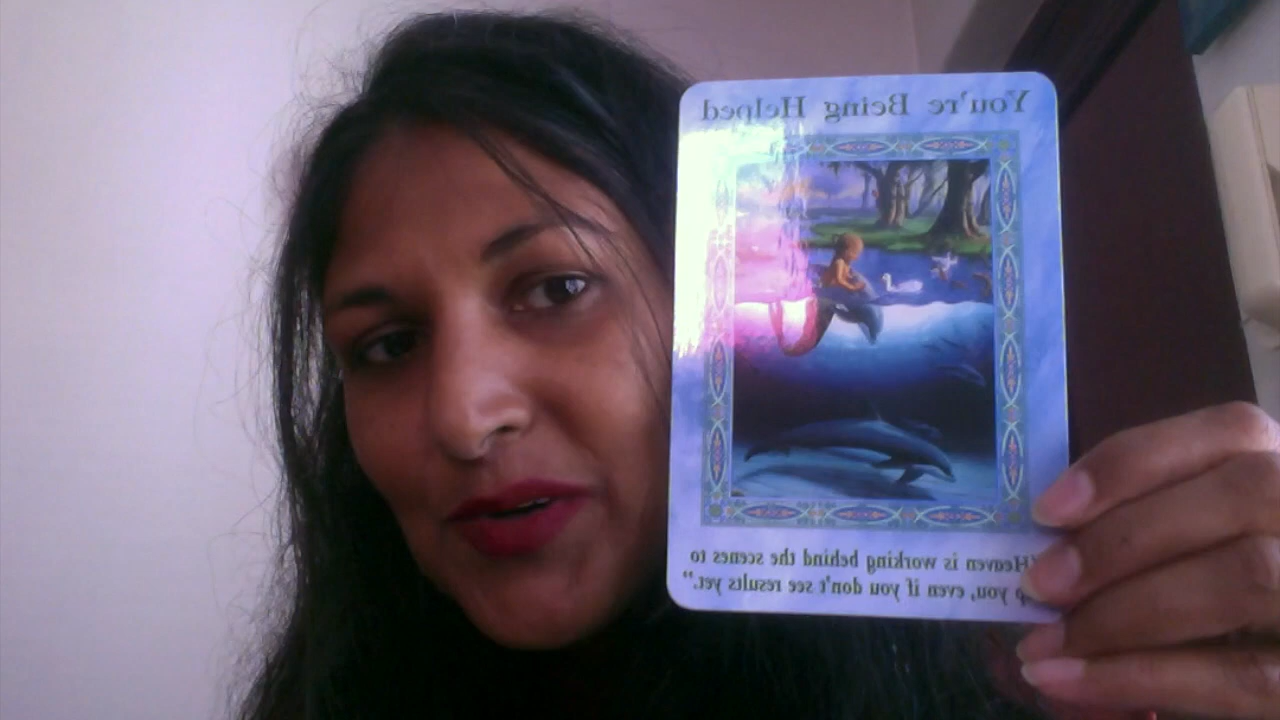 You're Being Helped
"Heaven is working behind the scenes to
you, even if you don't see results yet."